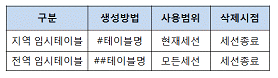 구분 생성방법 사용범위 삭제시점
지역 임시테이블 #테이블명 현재세션 세션종료
전역 임시테이블 ##테이블명 모든세션 세션종료